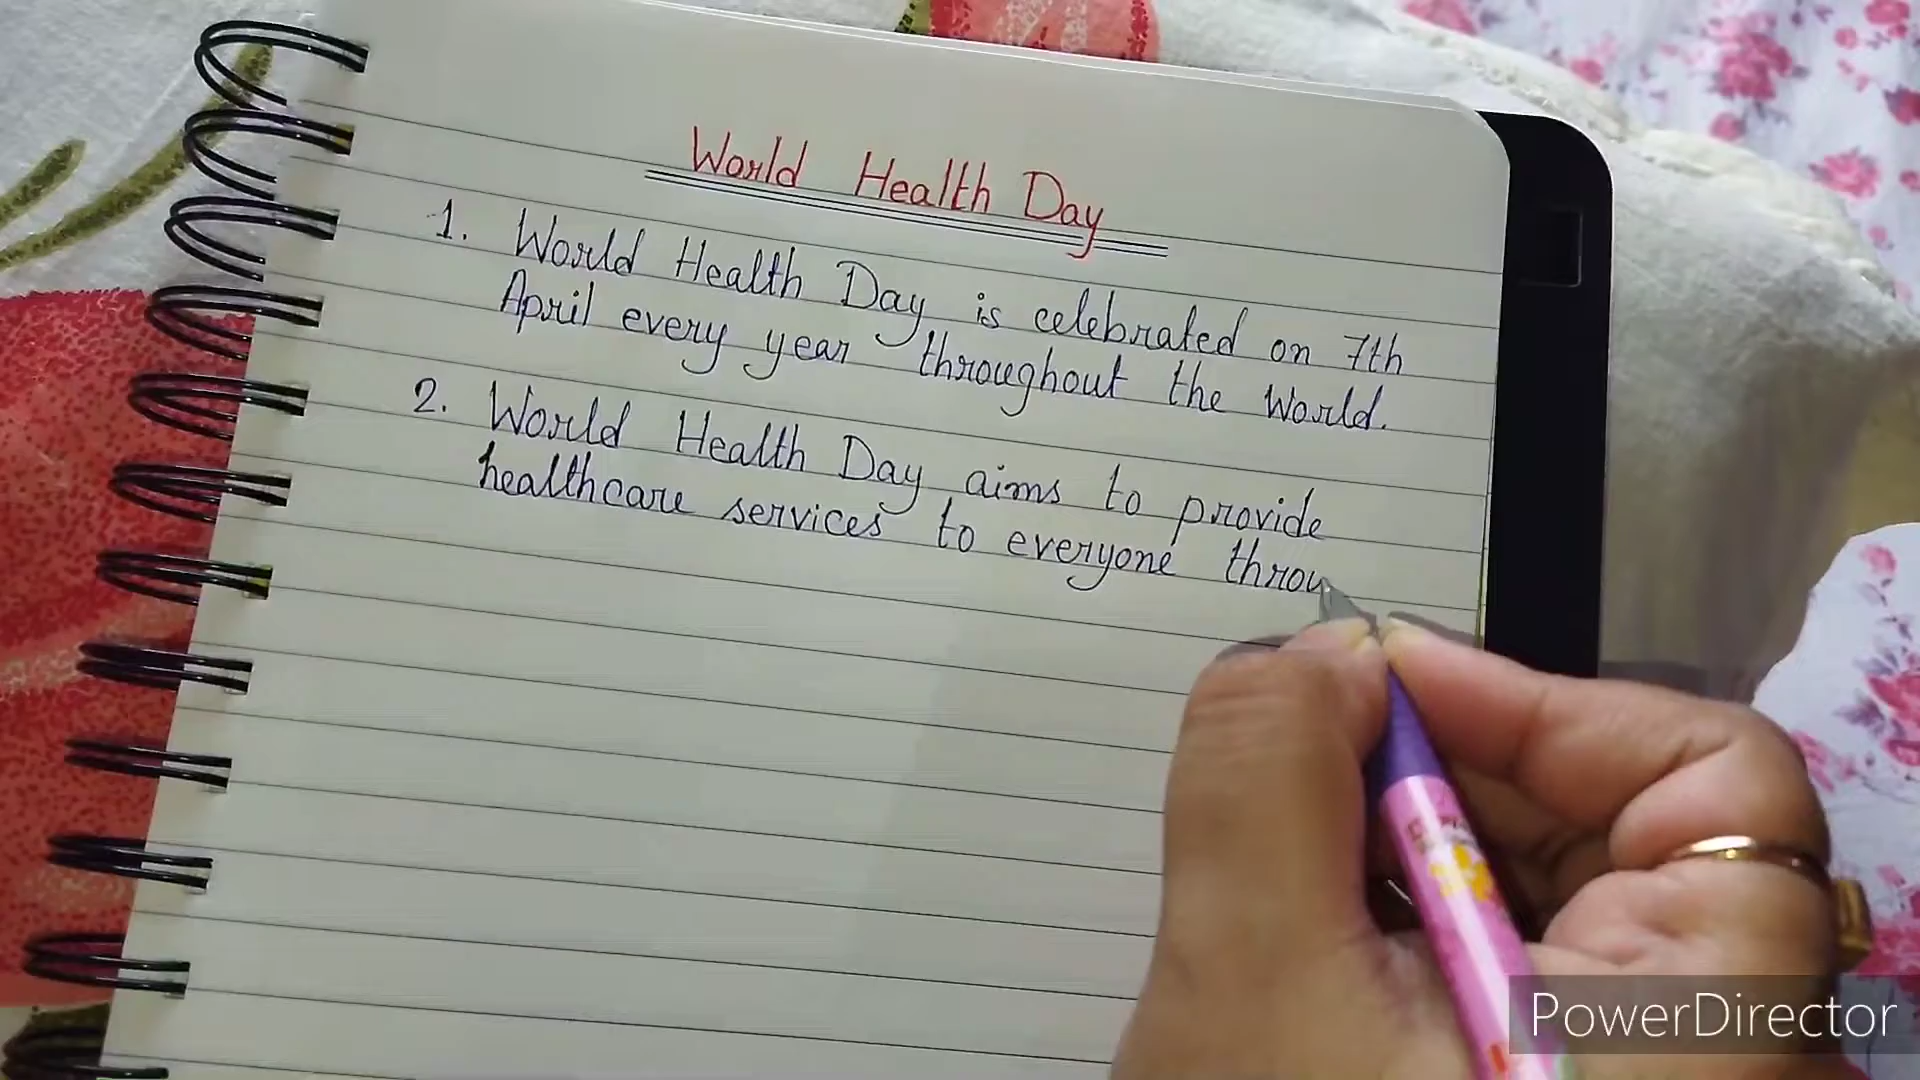 World Health Day
1. World Health Day is celebrated on 7th
April every year throughout the World.
2. World Health Day aims to provide
healthcare services to everyone throu
PowerDirector